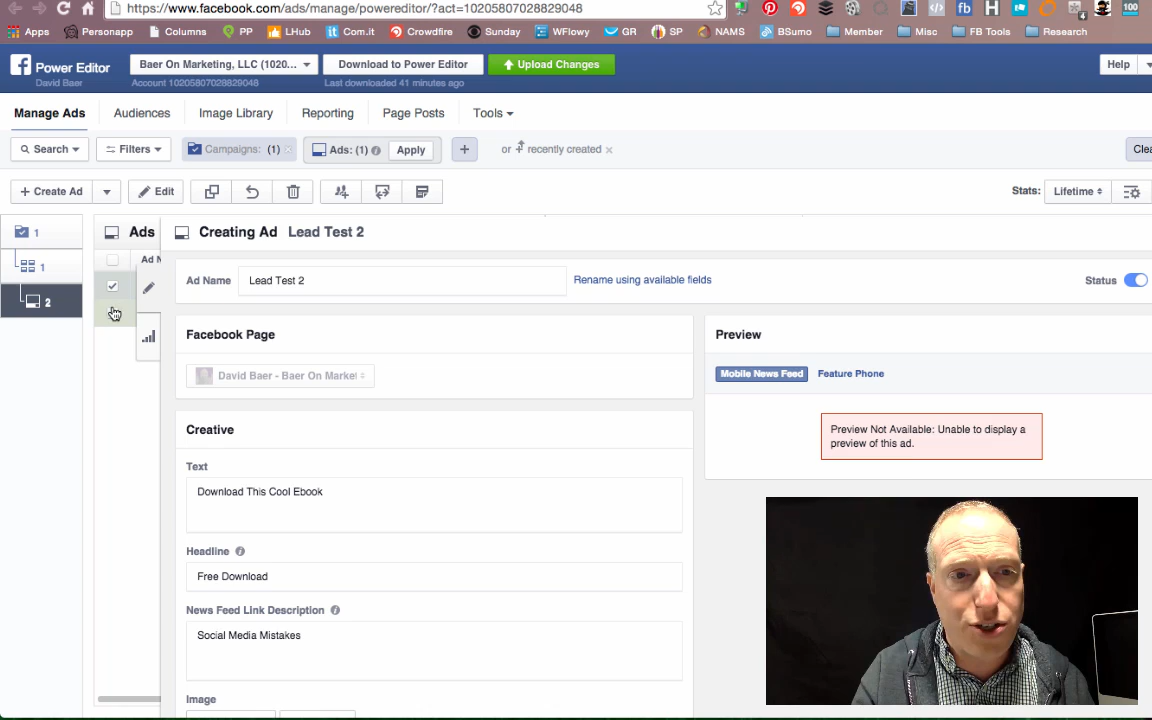 https://www.facebook.com/ads/manage/powereditor/?act=10205807028829048
4
100
Apps Personapp Columns PP LHub Com.it Crowdfire Sunday WFlowy GR SP NAMS BSumo Member Misc FB Tools Research
Power Editor
David Baer
Baer On Marketing, LLC (1020...
Account 10205807028829048
Download to Power Editor
Last downloaded 41 minutes ago
Upload Changes
Help
Manage Ads Audiences Image Library Reporting Page Posts Tools
Search Filters Campaigns: (1) Ads: (1) Apply + or recently created
Clea
+ Create Ad Edit Stats: Lifetime
1
1
2
Ads
Ad N
Creating Ad Lead Test 2
Ad Name Lead Test 2 Rename using available fields Status
Facebook Page
David Baer - Baer On Market
Creative
Text
Download This Cool Ebook
Headline
Free Download
News Feed Link Description
Social Media Mistakes
Image
Preview
Mobile News Feed Feature Phone
Preview Not Available: Unable to display a
preview of this ad.